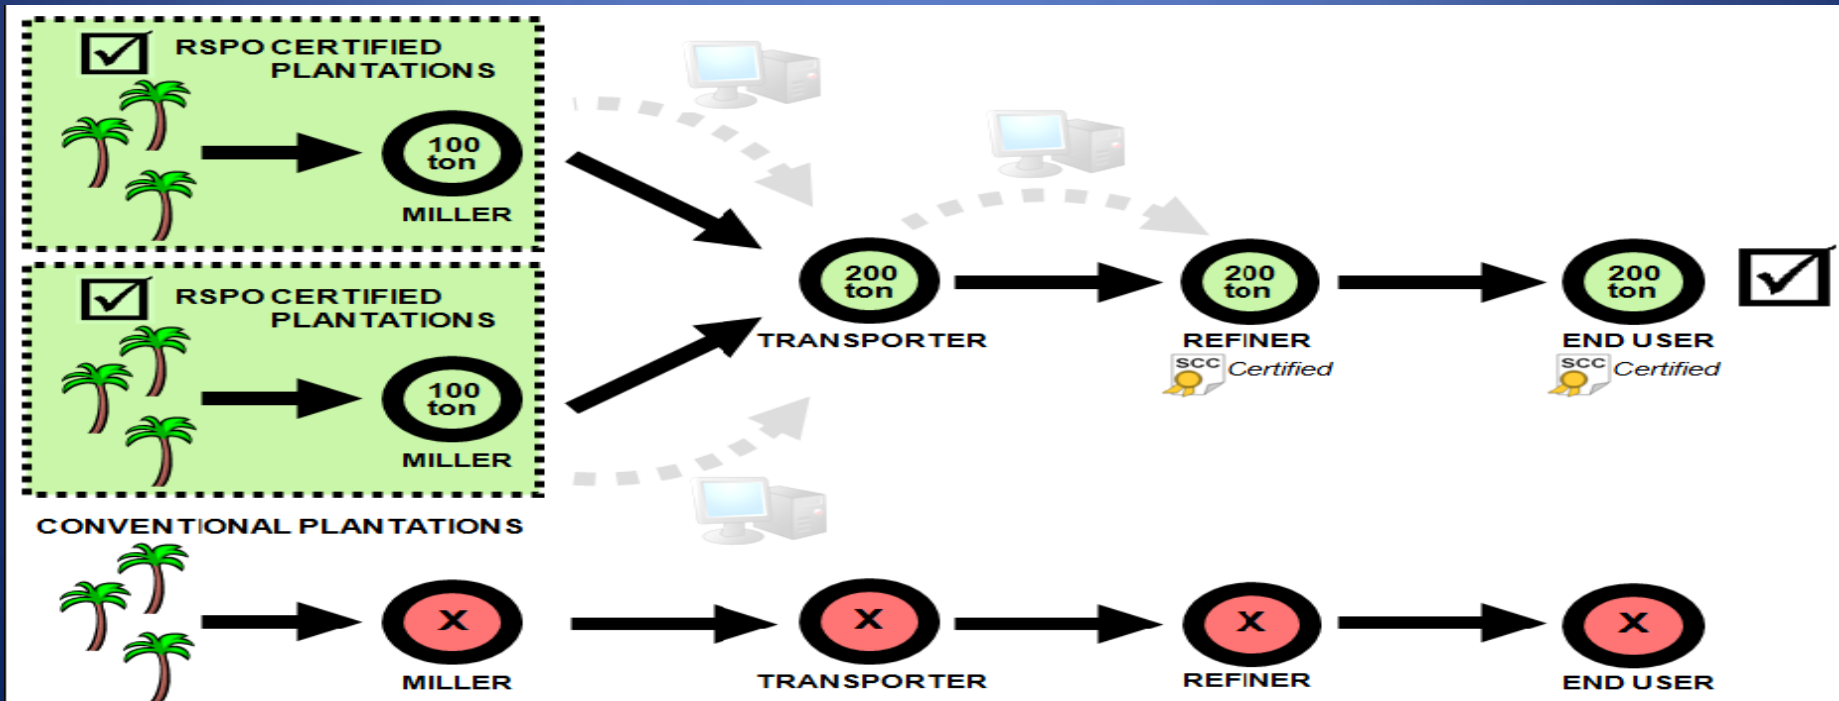 RSPO CERTIFIED
PLANTATIONS
100
ton
MILLER
RSPO CERTIFIED
PLANTATIONS
100
ton
MILLER
200
ton
TRANSPORTER
200
ton
REFINER
SCC Certified
200
ton
END USER
SCC Certified
CONVENTIONAL PLANTATIONS
X
MILLER
X
TRANSPORTER
X
REFINER
X
END USER